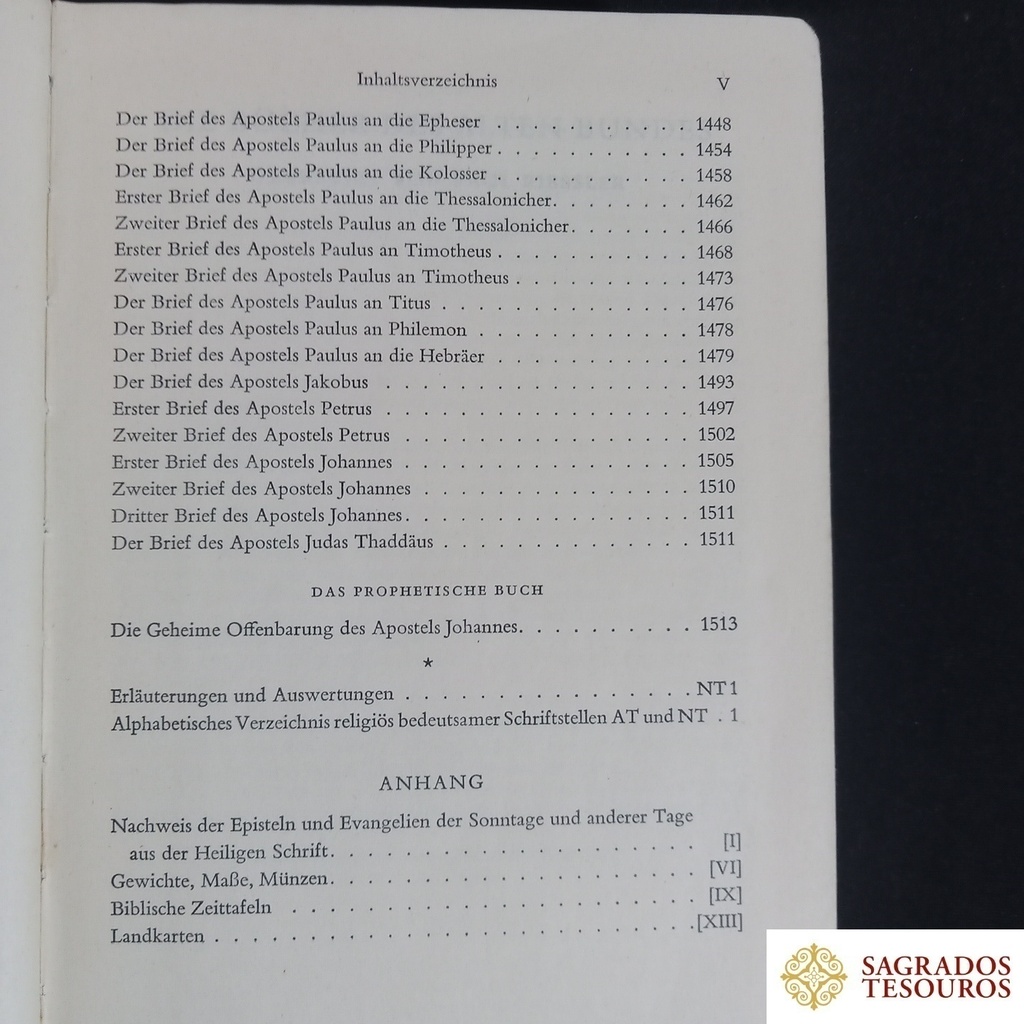 Inhaltsverzeichnis V
Der Brief des Apostels Paulus an die Epheser . . . . . . . . . . . 1448
Der Brief des Apostels Paulus an die Philipper . . . . . . . . . . . 1454
Der Brief des Apostels Paulus an die Kolosser . . . . . . . . . . . 1458
Erster Brief des Apostels Paulus an die Thessalonicher. . . . . . . . 1462
Zweiter Brief des Apostels Paulus an die Thessalonicher. . . . . . . 1466
Erster Brief des Apostels Paulus an Timotheus . . . . . . . . . . . 1468
Zweiter Brief des Apostels Paulus an Timotheus . . . . . . . . . . 1473
Der Brief des Apostels Paulus an Titus . . . . . . . . . . . . . . 1476
Der Brief des Apostels Paulus an Philemon . . . . . . . . . . . . 1478
Der Brief des Apostels Paulus an die Hebräer . . . . . . . . . . . 1479
Der Brief des Apostels Jakobus . . . . . . . . . . . . . . . . . 1493
Erster Brief des Apostels Petrus . . . . . . . . . . . . . . . . . 1497
Zweiter Brief des Apostels Petrus . . . . . . . . . . . . . . . . 1502
Erster Brief des Apostels Johannes . . . . . . . . . . . . . . . . 1505
Zweiter Brief des Apostels Johannes . . . . . . . . . . . . . . . 1510
Dritter Brief des Apostels Johannes. . . . . . . . . . . . . . . . 1511
Der Brief des Apostels Judas Thaddäus . . . . . . . . . . . . . . 1511
DAS PROPHETISCHE BUCH
Die Geheime Offenbarung des Apostels Johannes. . . . . . . . . . 1513
*
Erläuterungen und Auswertungen . . . . . . . . . . . . . . . . NT 1
Alphabetisches Verzeichnis religiös bedeutsamer Schriftstellen AT und NT . 1
ANHANG
Nachweis der Episteln und Evangelien der Sonntage und anderer Tage
aus der Heiligen Schrift. . . . . . . . . . . . . . . . . . . . [I]
Gewichte, Maße, Münzen. . . . . . . . . . . . . . . . . . . . [VI]
Biblische Zeittafeln . . . . . . . . . . . . . . . . . . . . . . [IX]
Landkarten . . . . . . . . . . . . . . . . . . . . . . . . . .[XIII]
SAGRADOS
TESOUROS